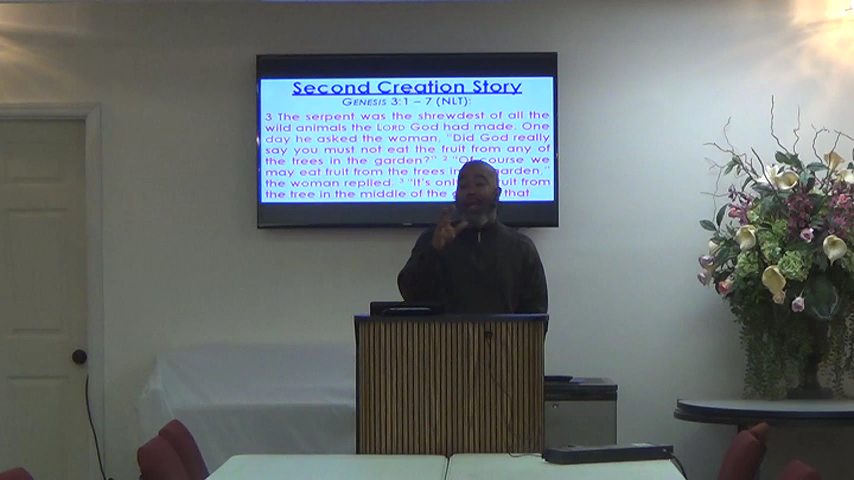 Second Creation Story
GENESIS 3:1 – 7 (NLT):
3 The serpent was the shrewdest of all the
wild animals the LORD God had made. One
day he asked the woman, "Did God really
say you must not eat the fruit from any of
the trees in the garden?" 2 "Of course we
may eat fruit from the trees in garden,"
the woman replied. 3 "It's only fruit from
the tree in the middle of the that